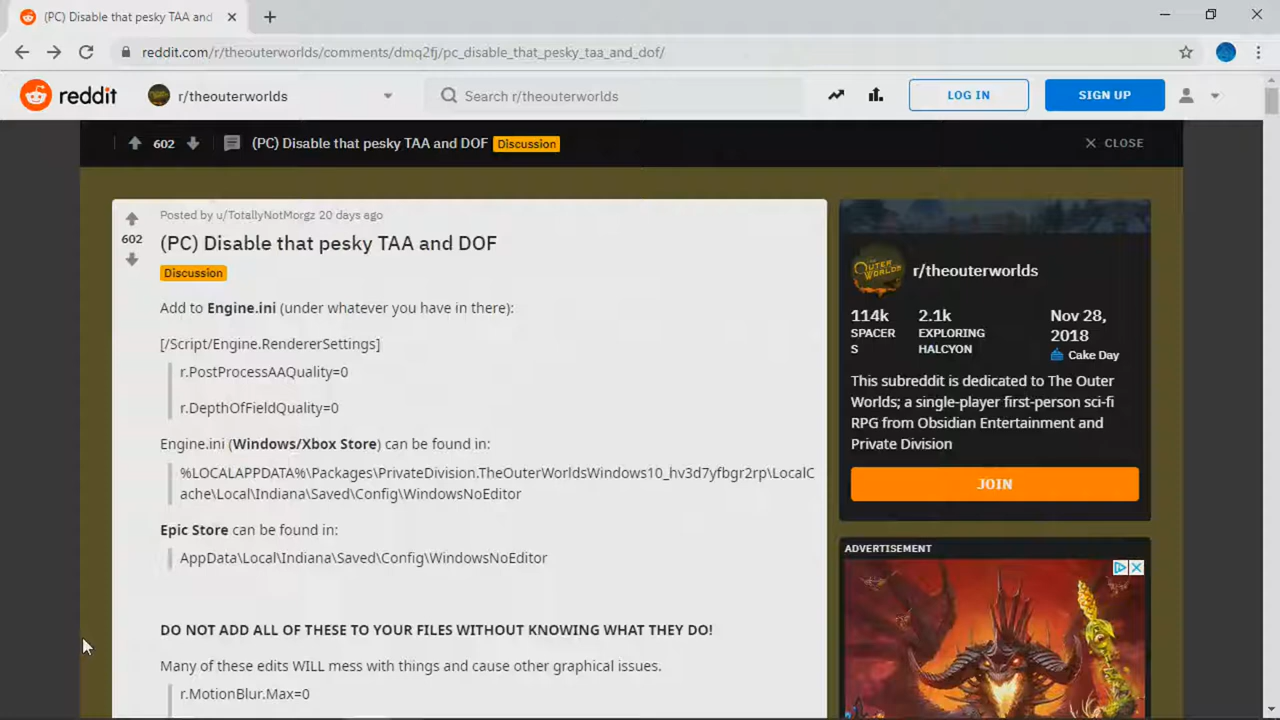 (PC) Disable that pesky TAA and
reddit.com/r/theouterworlds/comments/dmq2fj/pc_disable_that_pesky_taa_and_dof/
reddit
r/theouterworlds
Search r/theouterworlds
LOG IN
SIGN UP
602
(PC) Disable that pesky TAA and DOF
Discussion
CLOSE
Posted by u/TotallyNotMorgz 20 days ago
602
(PC) Disable that pesky TAA and DOF
Discussion
Add to Engine.ini (under whatever you have in there):
[/Script/Engine.RendererSettings]
r.PostProcessAAQuality=0
r.DepthOfFieldQuality=0
Engine.ini (Windows/Xbox Store) can be found in:
%LOCALAPPDATA%\Packages\PrivateDivision.TheOuterWorldsWindows10_hv3d7yfbgr2rp\LocalC
ache\Local\Indiana\Saved\Config\WindowsNoEditor
Epic Store can be found in:
AppData\Local\Indiana\Saved\Config\WindowsNoEditor
DO NOT ADD ALL OF THESE TO YOUR FILES WITHOUT KNOWING WHAT THEY DO!
Many of these edits WILL mess with things and cause other graphical issues.
r.MotionBlur.Max=0
THE OUTER WORLDS
r/theouterworlds
114k
SPACER
S
2.1k
EXPLORING
HALCYON
Nov 28,
2018
Cake Day
This subreddit is dedicated to The Outer
Worlds; a single-player first-person sci-fi
RPG from Obsidian Entertainment and
Private Division
JOIN
ADVERTISEMENT